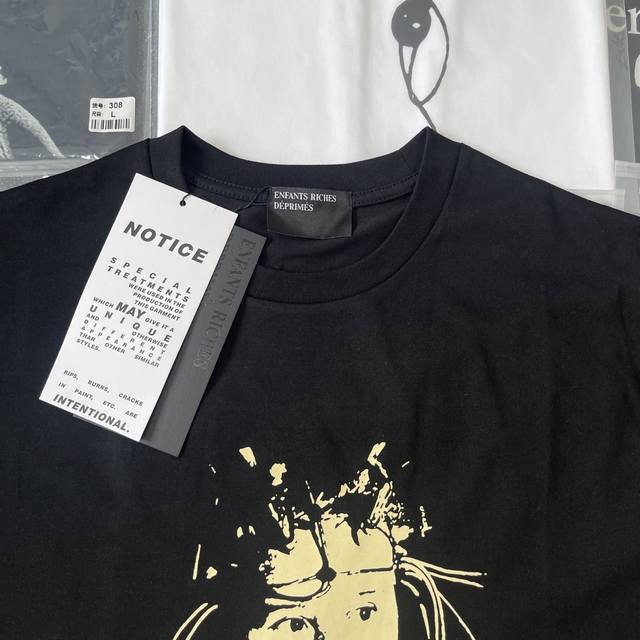 货号: 308
尺码: L
en
ENFANTS RICHES
DÉPRIMÉS
NOTICE
SPECIAL
TREATMENTS
WERE USED IN THE
PRODUCTION OF
THIS GARMENT
WHICH MAY GIVE IT A
UNIQUE
AND OTHERWISE
DIFFERENT
APPEARANCE
THAN OTHER SIMILAR
STYLES.
RIPS, BURNS, CRACKS
IN PAINT, ETC. ARE
INTENTIONAL.
ENFANTS RICHES